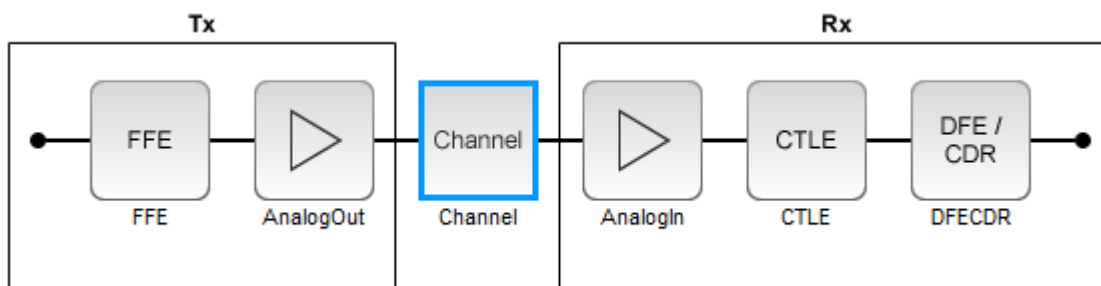 Tx
Rx
FFE
Channel
CTLE
DFE /
CDR
FFE
AnalogOut
Channel
AnalogIn
CTLE
DFECDR